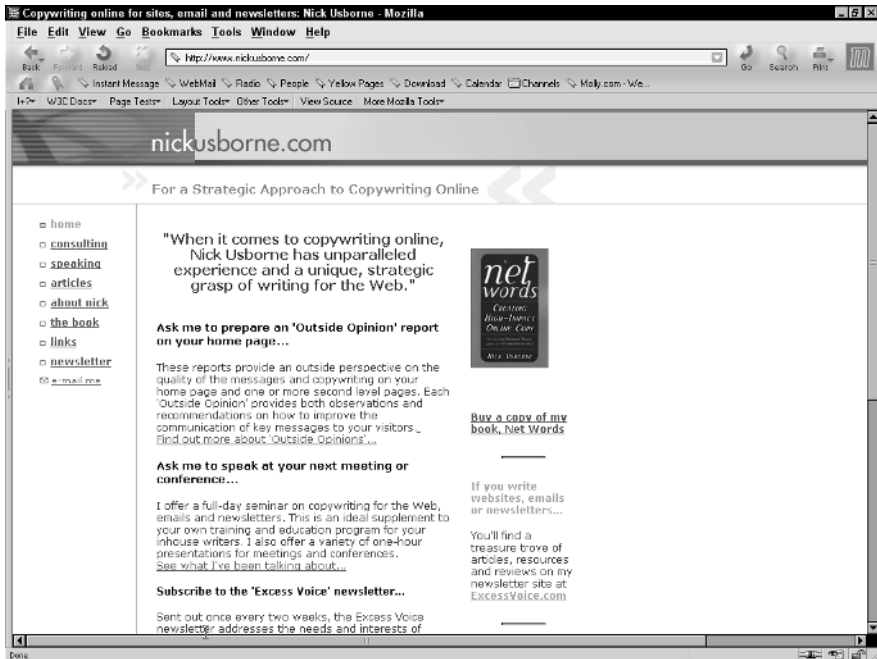 Copywriting online for sites, email and newsletters: Nick Usborne - Mozilla
File Edit View Go Bookmarks Tools Window Help
http://www.nickusborne.com/
Back Forward Reload Stop Go Search Print
Instant Message WebMail Radio People Yellow Pages Download Calendar Channels Molly.com - We...
W3C Docs Page Tests Layout Tools Other Tools View Source More Mozilla Tools
nickusborne.com
For a Strategic Approach to Copywriting Online
home
consulting
speaking
articles
about nick
the book
links
newsletter
e-mail me
"When it comes to copywriting online,
Nick Usborne has unparalleled
experience and a unique, strategic
grasp of writing for the Web."
Ask me to prepare an 'Outside Opinion' report
on your home page...
These reports provide an outside perspective on the
quality of the messages and copywriting on your
home page and one or more second level pages. Each
'Outside Opinion' provides both observations and
recommendations on how to improve the
communication of key messages to your visitors.
Find out more about 'Outside Opinions'...
Ask me to speak at your next meeting or
conference...
I offer a full-day seminar on copywriting for the Web,
emails and newsletters. This is an ideal supplement to
your own training and education program for your
inhouse writers. I also offer a variety of one-hour
presentations for meetings and conferences.
See what I've been talking about...
Subscribe to the 'Excess Voice' newsletter...
Sent out once every two weeks, the Excess Voice
newsletter addresses the needs and interests of
net
words
Creating
High-Impact
Online Copy
Nick Usborne
Buy a copy of my
book, Net Words
If you write
websites, emails
or newsletters...
You'll find a
treasure trove of
articles, resources
and reviews on my
newsletter site at
ExcessVoice.com
Done